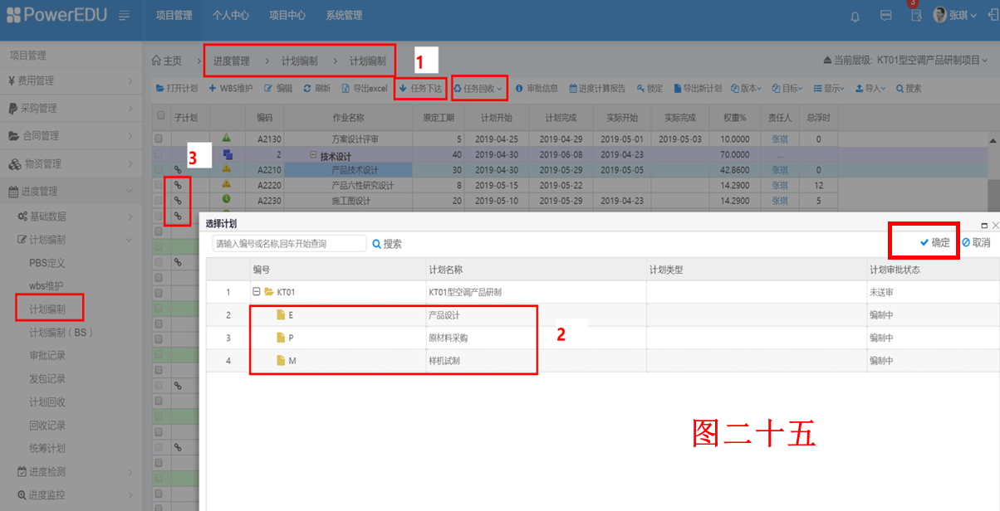 PowerEDU
项目管理 个人中心 项目中心 系统管理
3
张琪
项目管理
¥ 费用管理
采购管理
合同管理
物资管理
进度管理
基础数据
计划编制
PBS定义
wbs维护
计划编制
计划编制（BS）
审批记录
发包记录
计划回收
回收记录
统筹计划
进度检测
进度监控
主页 > 进度管理 > 计划编制 > 计划编制
1
当前层级: KT01型空调产品研制项目
打开计划 WBS维护 编辑 刷新 导出excel 任务下达 任务回收 审批信息 进度计算报告 锁定 导出新计划 版本 目标 显示 导入 搜索
子计划 编码 作业名称 原定工期 计划开始 计划完成 实际开始 实际完成 权重% 责任人 总浮时
A2130 方案设计评审 5 2019-04-25 2019-04-29 2019-05-01 2019-05-03 10.0000 张琪 0
2 技术设计 40 2019-04-30 2019-06-08 2019-04-23 70.0000 ...
3
A2210 产品技术设计 30 2019-04-30 2019-05-29 2019-05-05 42.8600 张琪 0
A2220 产品六性研究设计 8 2019-05-15 2019-05-22 14.2900 张琪 12
A2230 施工图设计 20 2019-05-10 2019-05-29 2019-04-23 14.2900 张琪 5
选择计划
请输入编号或名称,回车开始查询 搜索
确定 取消
编号 计划名称 计划类型 计划审批状态
1 KT01 KT01型空调产品研制 未送审
2 E 产品设计 编制中
3 P 原材料采购 编制中
4 M 样机试制 编制中
2
图二十五